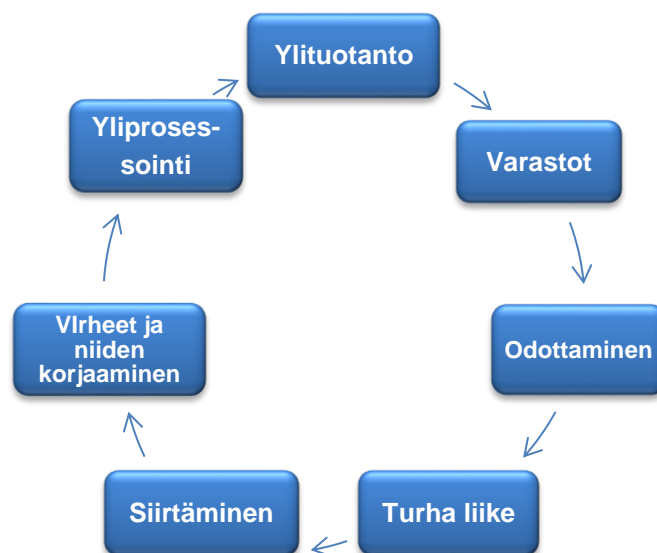 Ylituotanto
Varastot
Odottaminen
Turha liike
Siirtäminen
VIrheet ja
niiden
korjaaminen
Yliproses-
sointi